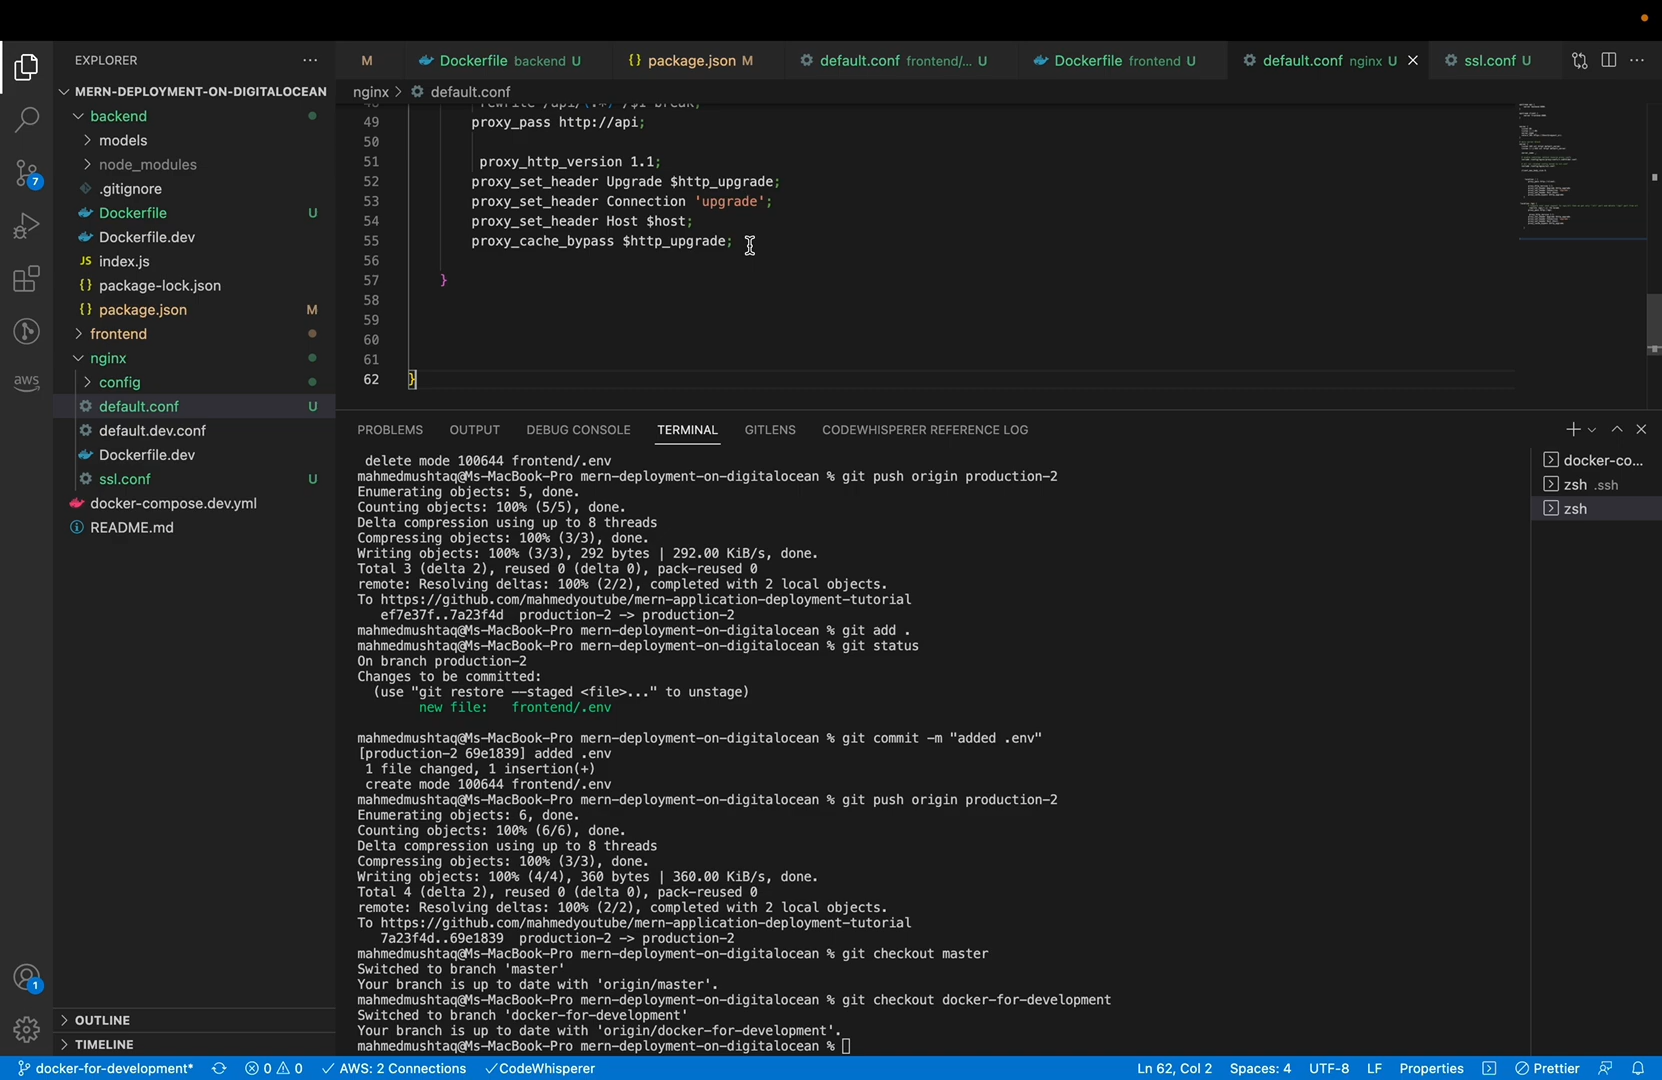 EXPLORER
MERN-DEPLOYMENT-ON-DIGITALOCEAN
backend
models
node_modules
.gitignore
Dockerfile U
Dockerfile.dev
JS index.js
{} package-lock.json
{} package.json M
frontend
nginx
config
default.conf U
default.dev.conf
Dockerfile.dev
ssl.conf U
docker-compose.dev.yml
README.md
OUTLINE
TIMELINE
7
aws
1
M
Dockerfile backend U
{} package.json M
default.conf frontend/... U
Dockerfile frontend U
default.conf nginx U
ssl.conf U
nginx > default.conf
49 proxy_pass http://api;
50
51 proxy_http_version 1.1;
52 proxy_set_header Upgrade $http_upgrade;
53 proxy_set_header Connection 'upgrade';
54 proxy_set_header Host $host;
55 proxy_cache_bypass $http_upgrade;
56
57 }
58
59
60
61
62 }
PROBLEMS OUTPUT DEBUG CONSOLE TERMINAL GITLENS CODEWHISPERER REFERENCE LOG
delete mode 100644 frontend/.env
mahmedmushtaq@Ms-MacBook-Pro mern-deployment-on-digitalocean % git push origin production-2
Enumerating objects: 5, done.
Counting objects: 100% (5/5), done.
Delta compression using up to 8 threads
Compressing objects: 100% (3/3), done.
Writing objects: 100% (3/3), 292 bytes | 292.00 KiB/s, done.
Total 3 (delta 2), reused 0 (delta 0), pack-reused 0
remote: Resolving deltas: 100% (2/2), completed with 2 local objects.
To https://github.com/mahmedyoutube/mern-application-deployment-tutorial
ef7e37f..7a23f4d production-2 -> production-2
mahmedmushtaq@Ms-MacBook-Pro mern-deployment-on-digitalocean % git add .
mahmedmushtaq@Ms-MacBook-Pro mern-deployment-on-digitalocean % git status
On branch production-2
Changes to be committed:
(use "git restore --staged <file>..." to unstage)
new file: frontend/.env
mahmedmushtaq@Ms-MacBook-Pro mern-deployment-on-digitalocean % git commit -m "added .env"
[production-2 69e1839] added .env
1 file changed, 1 insertion(+)
create mode 100644 frontend/.env
mahmedmushtaq@Ms-MacBook-Pro mern-deployment-on-digitalocean % git push origin production-2
Enumerating objects: 6, done.
Counting objects: 100% (6/6), done.
Delta compression using up to 8 threads
Compressing objects: 100% (3/3), done.
Writing objects: 100% (4/4), 360 bytes | 360.00 KiB/s, done.
Total 4 (delta 2), reused 0 (delta 0), pack-reused 0
remote: Resolving deltas: 100% (2/2), completed with 2 local objects.
To https://github.com/mahmedyoutube/mern-application-deployment-tutorial
7a23f4d..69e1839 production-2 -> production-2
mahmedmushtaq@Ms-MacBook-Pro mern-deployment-on-digitalocean % git checkout master
Switched to branch 'master'
Your branch is up to date with 'origin/master'.
mahmedmushtaq@Ms-MacBook-Pro mern-deployment-on-digitalocean % git checkout docker-for-development
Switched to branch 'docker-for-development'
Your branch is up to date with 'origin/docker-for-development'.
mahmedmushtaq@Ms-MacBook-Pro mern-deployment-on-digitalocean %
docker-co...
zsh .ssh
zsh
docker-for-development* 0 0 AWS: 2 Connections CodeWhisperer Ln 62, Col 2 Spaces: 4 UTF-8 LF Properties Prettier